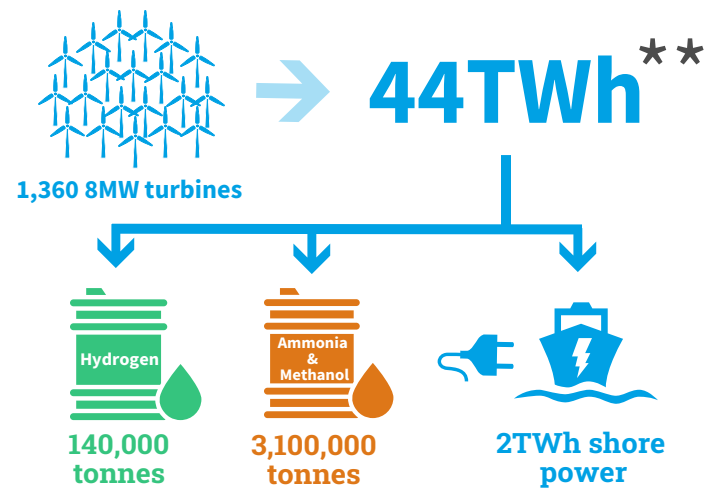 44TWh**
1,360 8MW turbines
Hydrogen
Ammonia
&
Methanol
140,000
tonnes
3,100,000
tonnes
2TWh shore
power